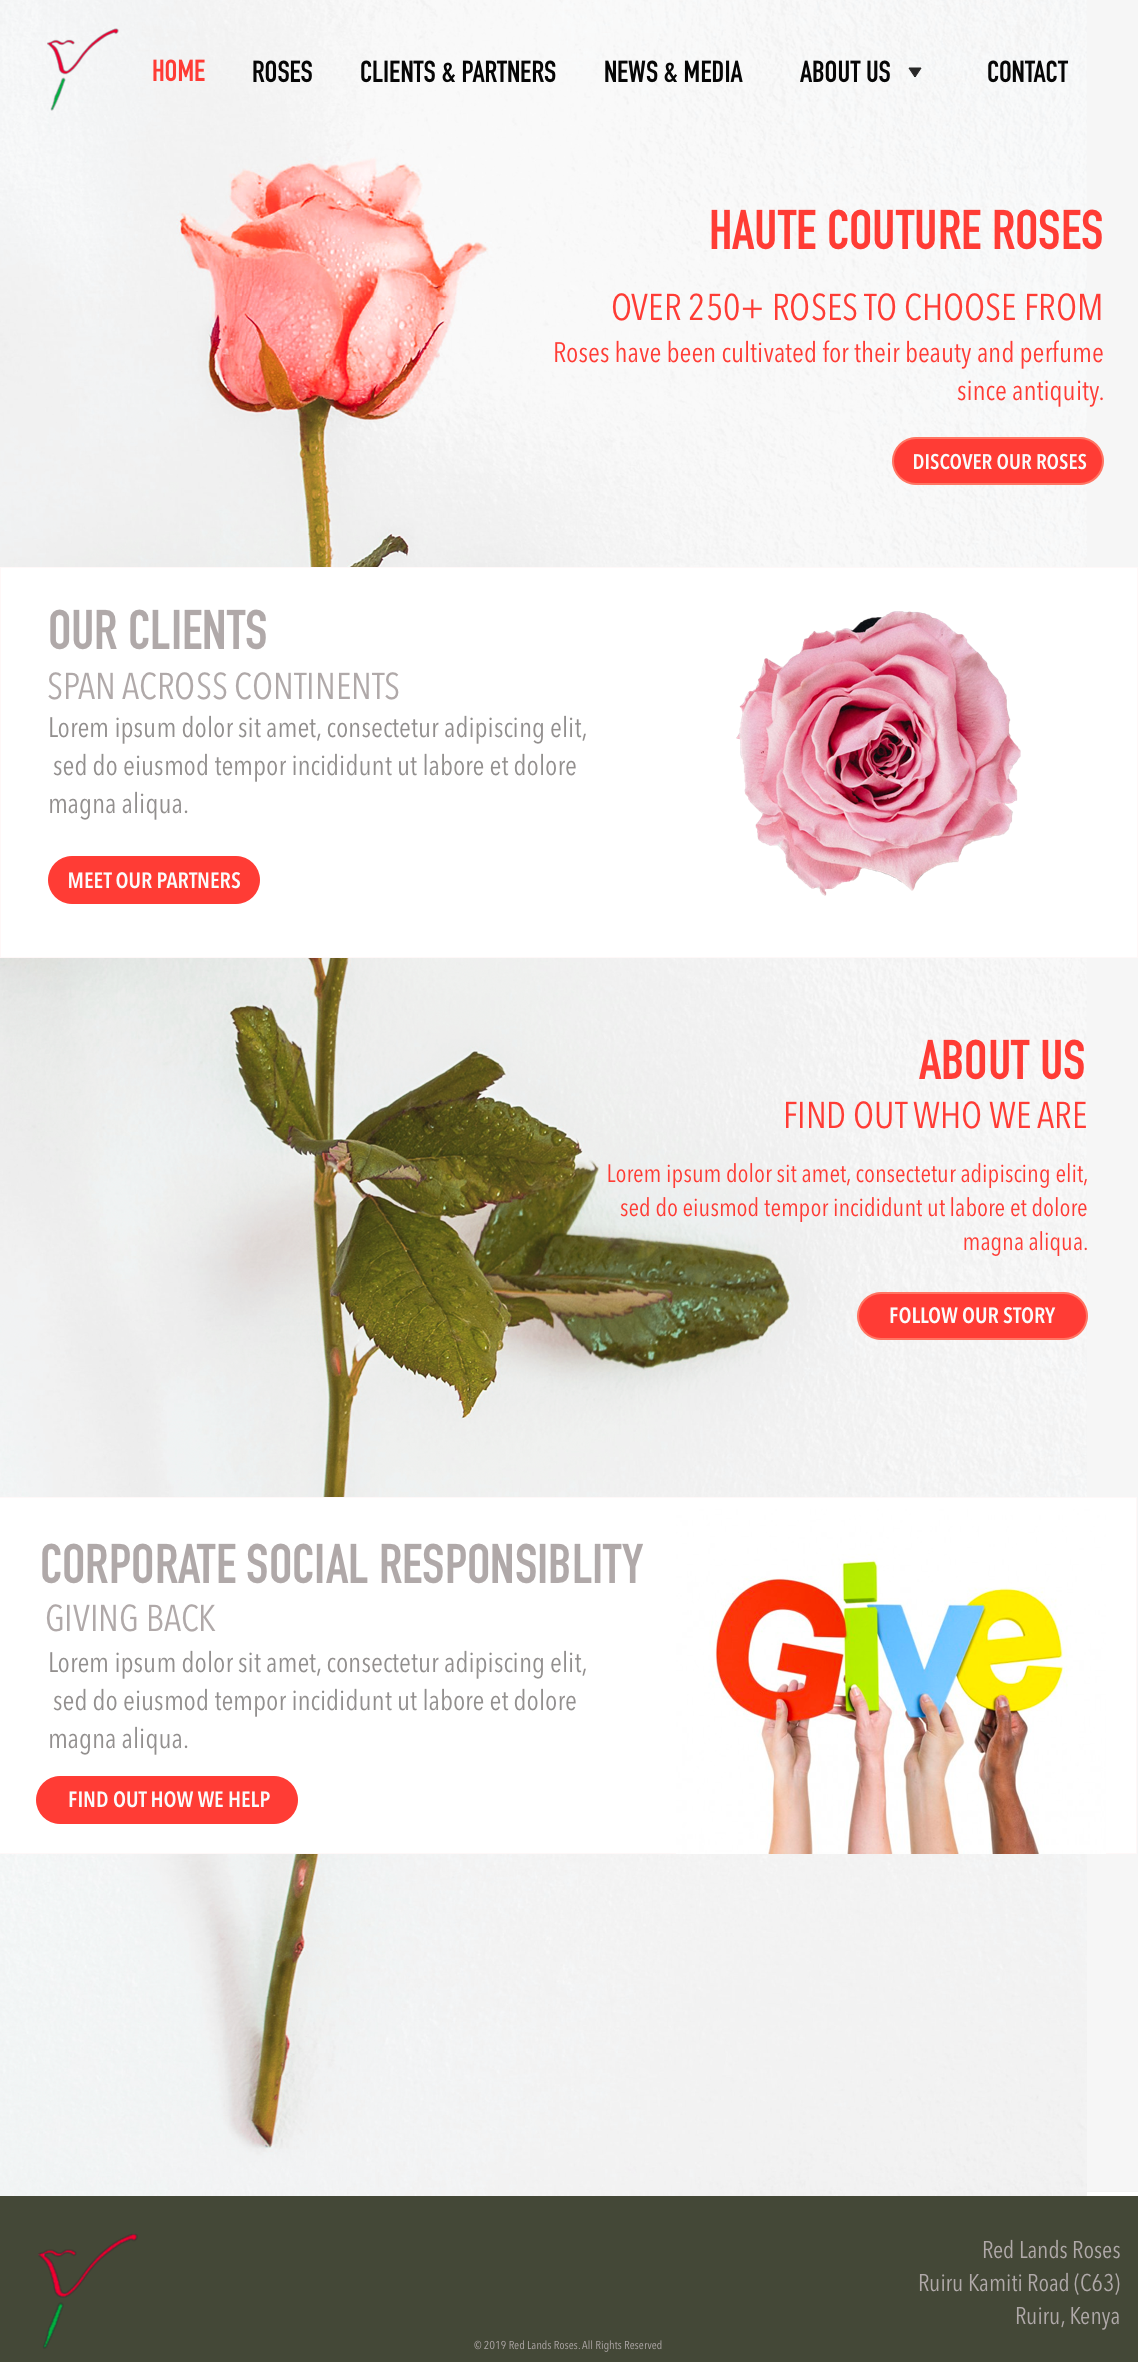 HOME
ROSES
CLIENTS & PARTNERS
NEWS & MEDIA
ABOUT US
CONTACT
HAUTE COUTURE ROSES
OVER 250+ ROSES TO CHOOSE FROM
Roses have been cultivated for their beauty and perfume
since antiquity.
DISCOVER OUR ROSES
OUR CLIENTS
SPAN ACROSS CONTINENTS
Lorem ipsum dolor sit amet, consectetur adipiscing elit,
sed do eiusmod tempor incididunt ut labore et dolore
magna aliqua.
MEET OUR PARTNERS
ABOUT US
FIND OUT WHO WE ARE
Lorem ipsum dolor sit amet, consectetur adipiscing elit,
sed do eiusmod tempor incididunt ut labore et dolore
magna aliqua.
FOLLOW OUR STORY
CORPORATE SOCIAL RESPONSIBLITY
GIVING BACK
Lorem ipsum dolor sit amet, consectetur adipiscing elit,
sed do eiusmod tempor incididunt ut labore et dolore
magna aliqua.
FIND OUT HOW WE HELP
Give
Red Lands Roses
Ruiru Kamiti Road (C63)
Ruiru, Kenya
© 2019 Red Lands Roses. All Rights Reserved